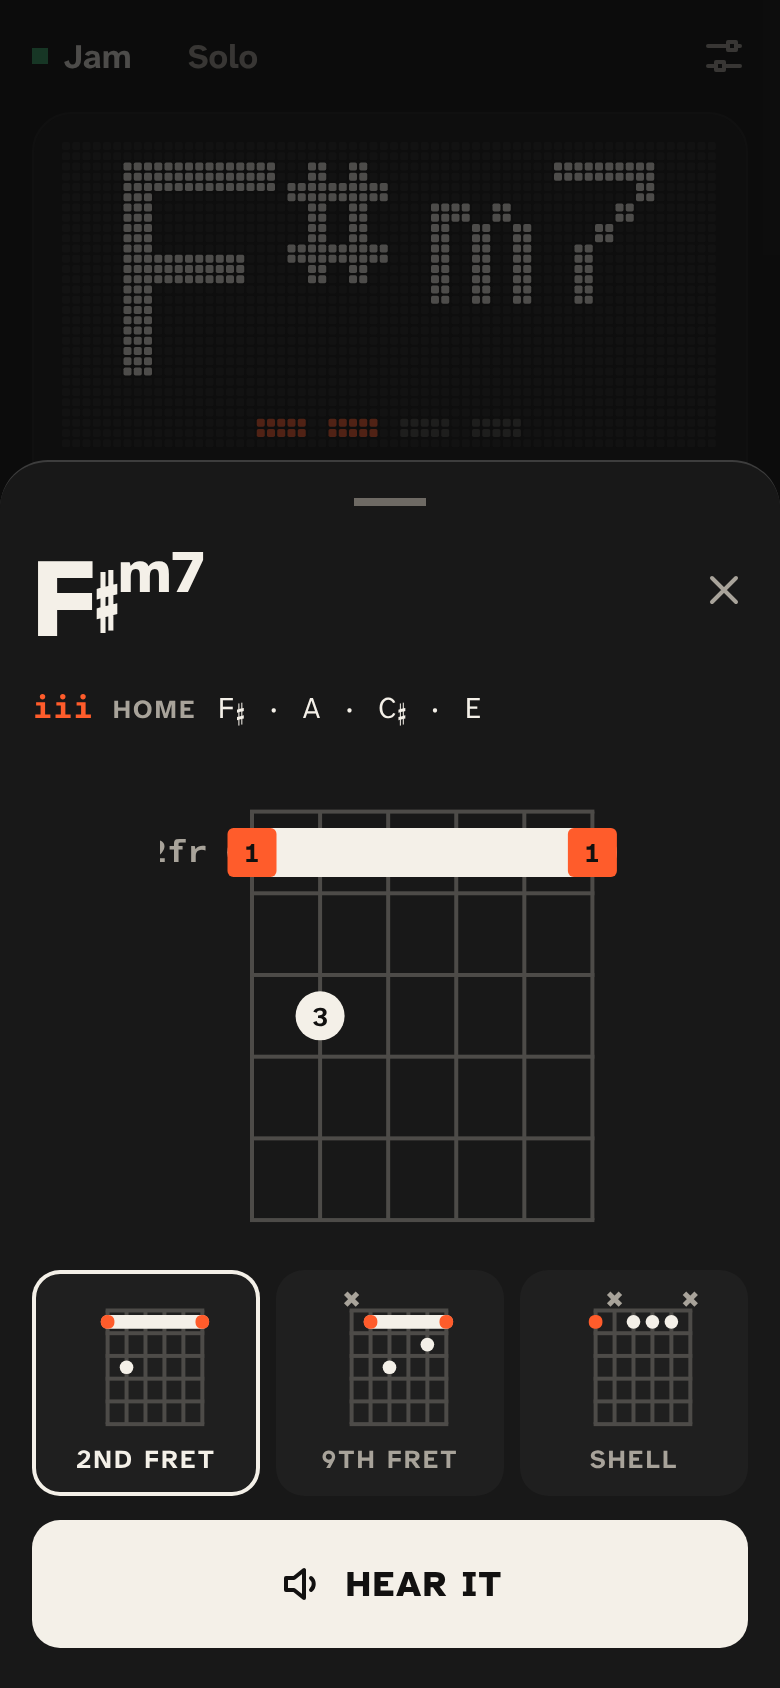 Jam Solo
F#m7
F♯m7
iii HOME F♯ · A · C♯ · E
fr 1 1
3
2ND FRET 9TH FRET SHELL
HEAR IT